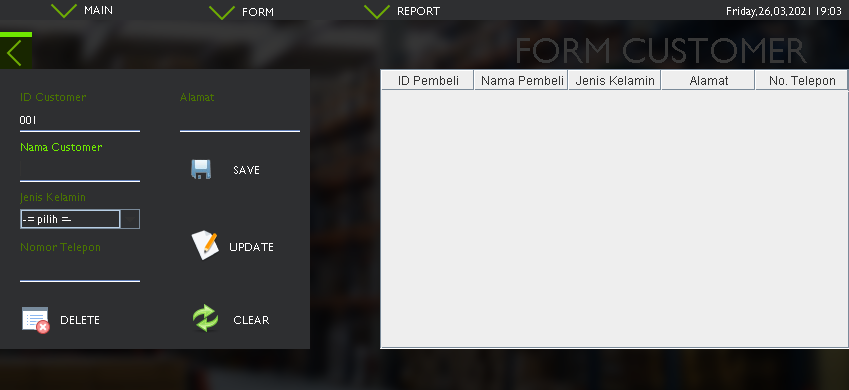 MAIN FORM REPORT Friday,26,03,2021 19:03
FORM CUSTOMER
ID Customer Alamat
001
Nama Customer
SAVE
Jenis Kelamin
-= pilih =-
Nomor Telepon UPDATE
DELETE CLEAR
ID Pembeli Nama Pembeli Jenis Kelamin Alamat No. Telepon